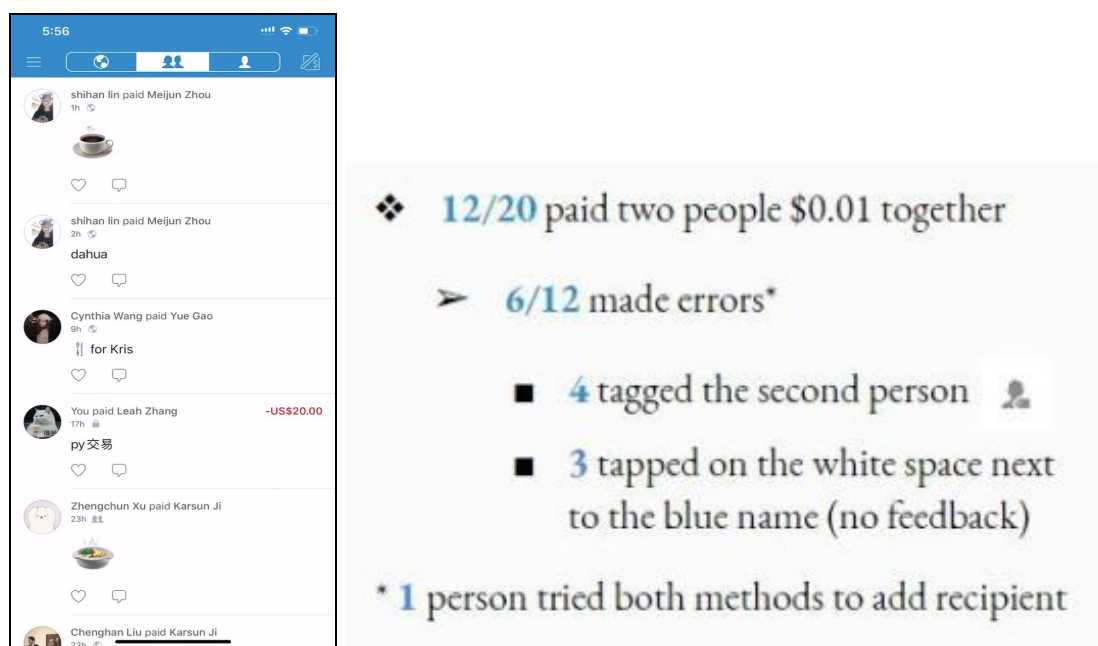 5:56
shihan lin paid Meijun Zhou
1h
shihan lin paid Meijun Zhou
2h
dahua
Cynthia Wang paid Yue Gao
9h
for Kris
You paid Leah Zhang -US$20.00
17h
py交易
Zhengchun Xu paid Karsun Ji
23h
Chenghan Liu paid Karsun Ji
23h
❖ 12/20 paid two people $0.01 together
➢ 6/12 made errors*
■ 4 tagged the second person
■ 3 tapped on the white space next
to the blue name (no feedback)
* 1 person tried both methods to add recipient